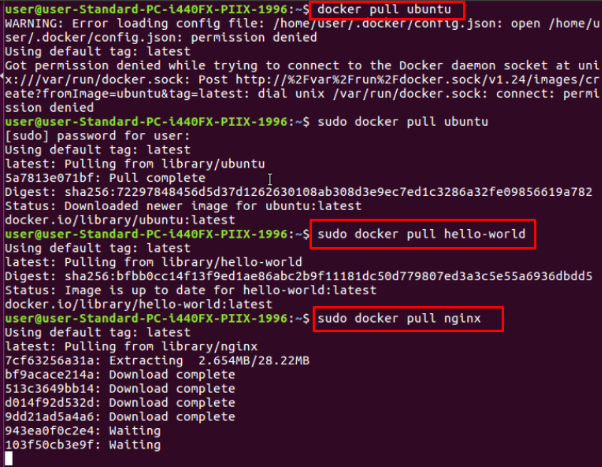 user@user-Standard-PC-i440FX-PIIX-1996:~$ docker pull ubuntu
WARNING: Error loading config file: /home/user/.docker/config.json: open /home/u
ser/.docker/config.json: permission denied
Using default tag: latest
Got permission denied while trying to connect to the Docker daemon socket at uni
x:///var/run/docker.sock: Post http://%2Fvar%2Frun%2Fdocker.sock/v1.24/images/cr
eate?fromImage=ubuntu&tag=latest: dial unix /var/run/docker.sock: connect: permi
ssion denied
user@user-Standard-PC-i440FX-PIIX-1996:~$ sudo docker pull ubuntu
[sudo] password for user:
Using default tag: latest
latest: Pulling from library/ubuntu
5a7813e071bf: Pull complete
Digest: sha256:72297848456d5d37d1262630108ab308d3e9ec7ed1c3286a32fe09856619a782
Status: Downloaded newer image for ubuntu:latest
docker.io/library/ubuntu:latest
user@user-Standard-PC-i440FX-PIIX-1996:~$ sudo docker pull hello-world
Using default tag: latest
latest: Pulling from library/hello-world
Digest: sha256:bfbb0cc14f13f9ed1ae86abc2b9f11181dc50d779807ed3a3c5e55a6936dbdd5
Status: Image is up to date for hello-world:latest
docker.io/library/hello-world:latest
user@user-Standard-PC-i440FX-PIIX-1996:~$ sudo docker pull nginx
Using default tag: latest
latest: Pulling from library/nginx
7cf63256a31a: Extracting 2.654MB/28.22MB
bf9acace214a: Download complete
513c3649bb14: Download complete
d014f92d532d: Download complete
9dd21ad5a4a6: Download complete
943ea0f0c2e4: Waiting
103f50cb3e9f: Waiting